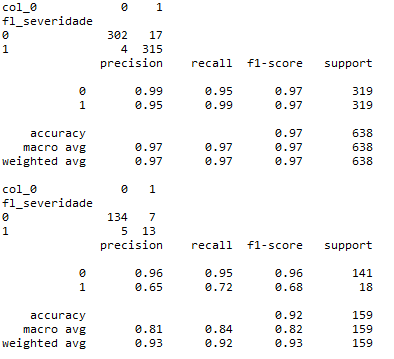 col_0 0 1
fl_severidade
0 302 17
1 4 315
precision recall f1-score support
0 0.99 0.95 0.97 319
1 0.95 0.99 0.97 319
accuracy 0.97 638
macro avg 0.97 0.97 0.97 638
weighted avg 0.97 0.97 0.97 638
col_0 0 1
fl_severidade
0 134 7
1 5 13
precision recall f1-score support
0 0.96 0.95 0.96 141
1 0.65 0.72 0.68 18
accuracy 0.92 159
macro avg 0.81 0.84 0.82 159
weighted avg 0.93 0.92 0.93 159